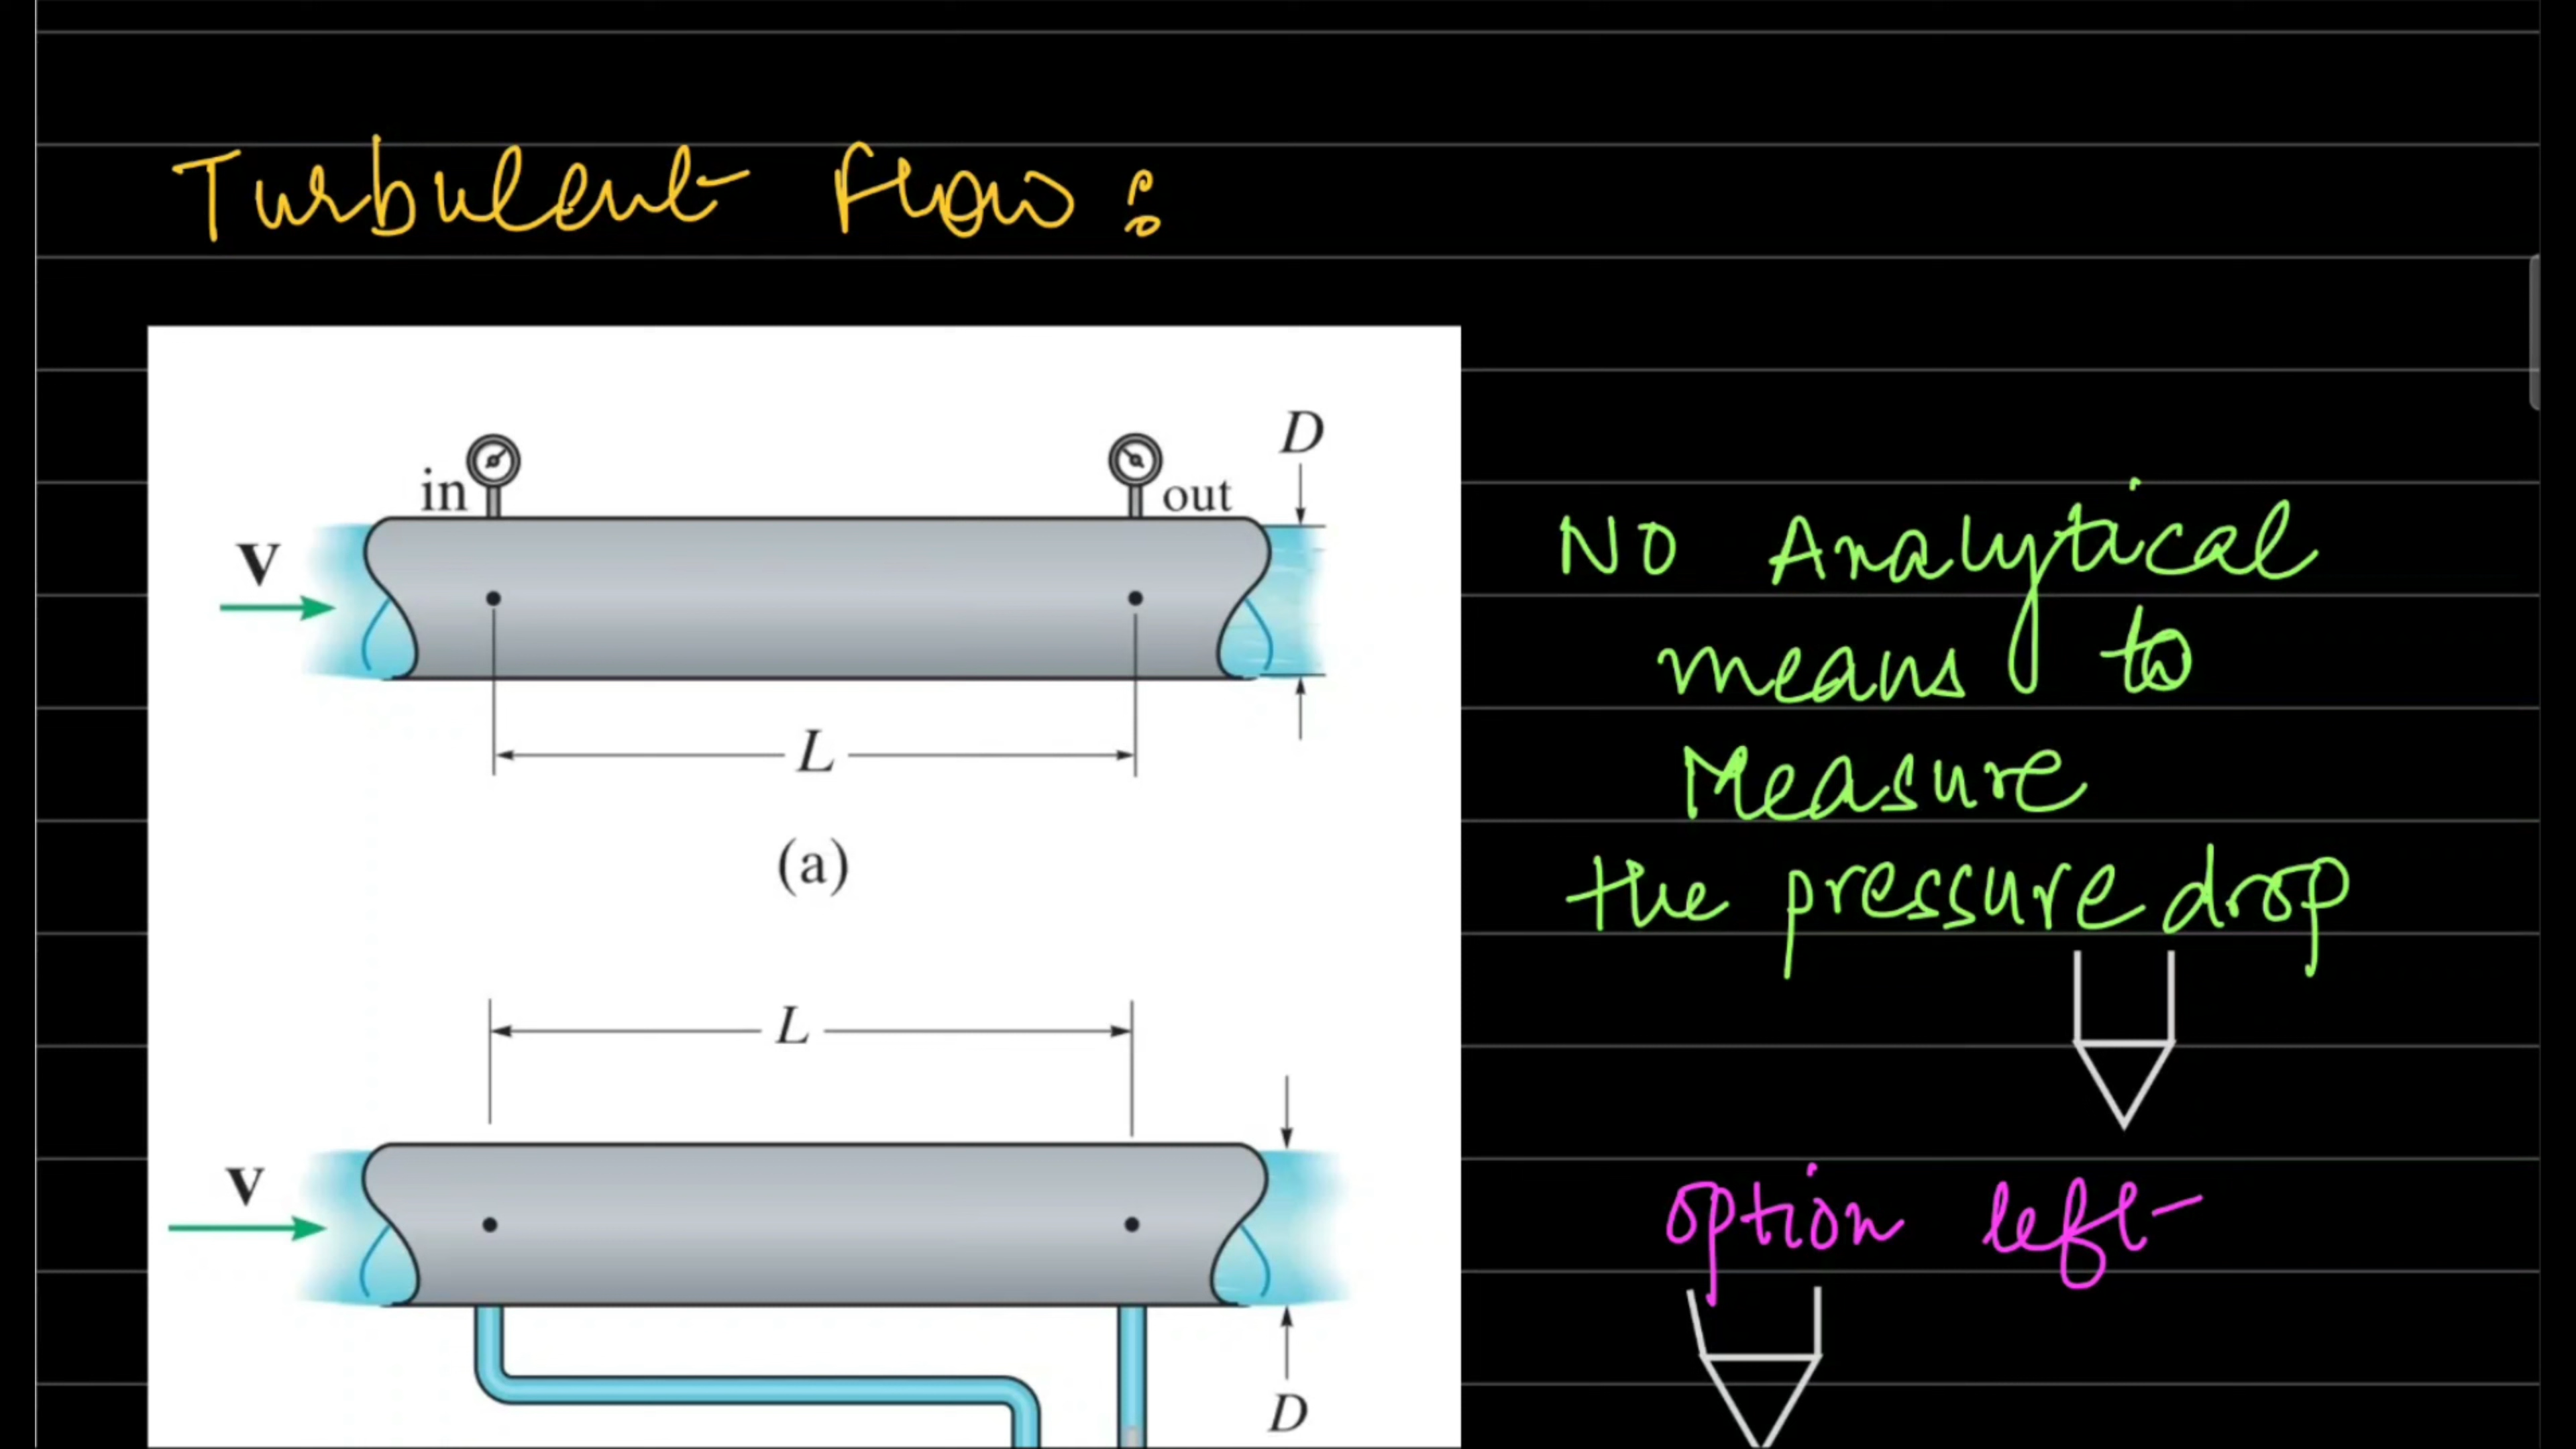 Turbulent flow:
in
out
D
v
L
(a)
L
v
D
NO Analytical
means to
Measure
the pressure drop
option left